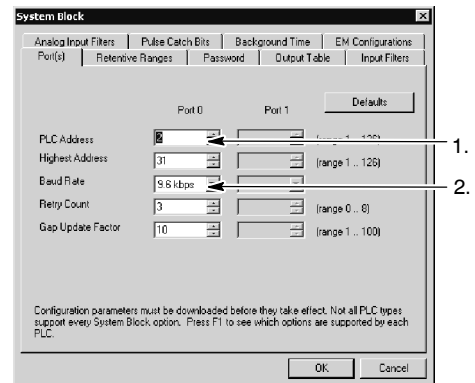 System Block
Analog Input Filters Pulse Catch Bits Background Time EM Configurations
Port(s) Retentive Ranges Password Output Table Input Filters
Defaults
Port 0 Port 1
PLC Address 2 (range 1 .. 126) 1.
Highest Address 31 (range 1 .. 126)
Baud Rate 9.6 kbps 2.
Retry Count 3 (range 0 .. 8)
Gap Update Factor 10 (range 1 .. 100)
Configuration parameters must be downloaded before they take effect. Not all PLC types
support every System Block option. Press F1 to see which options are supported by each
PLC.
OK Cancel